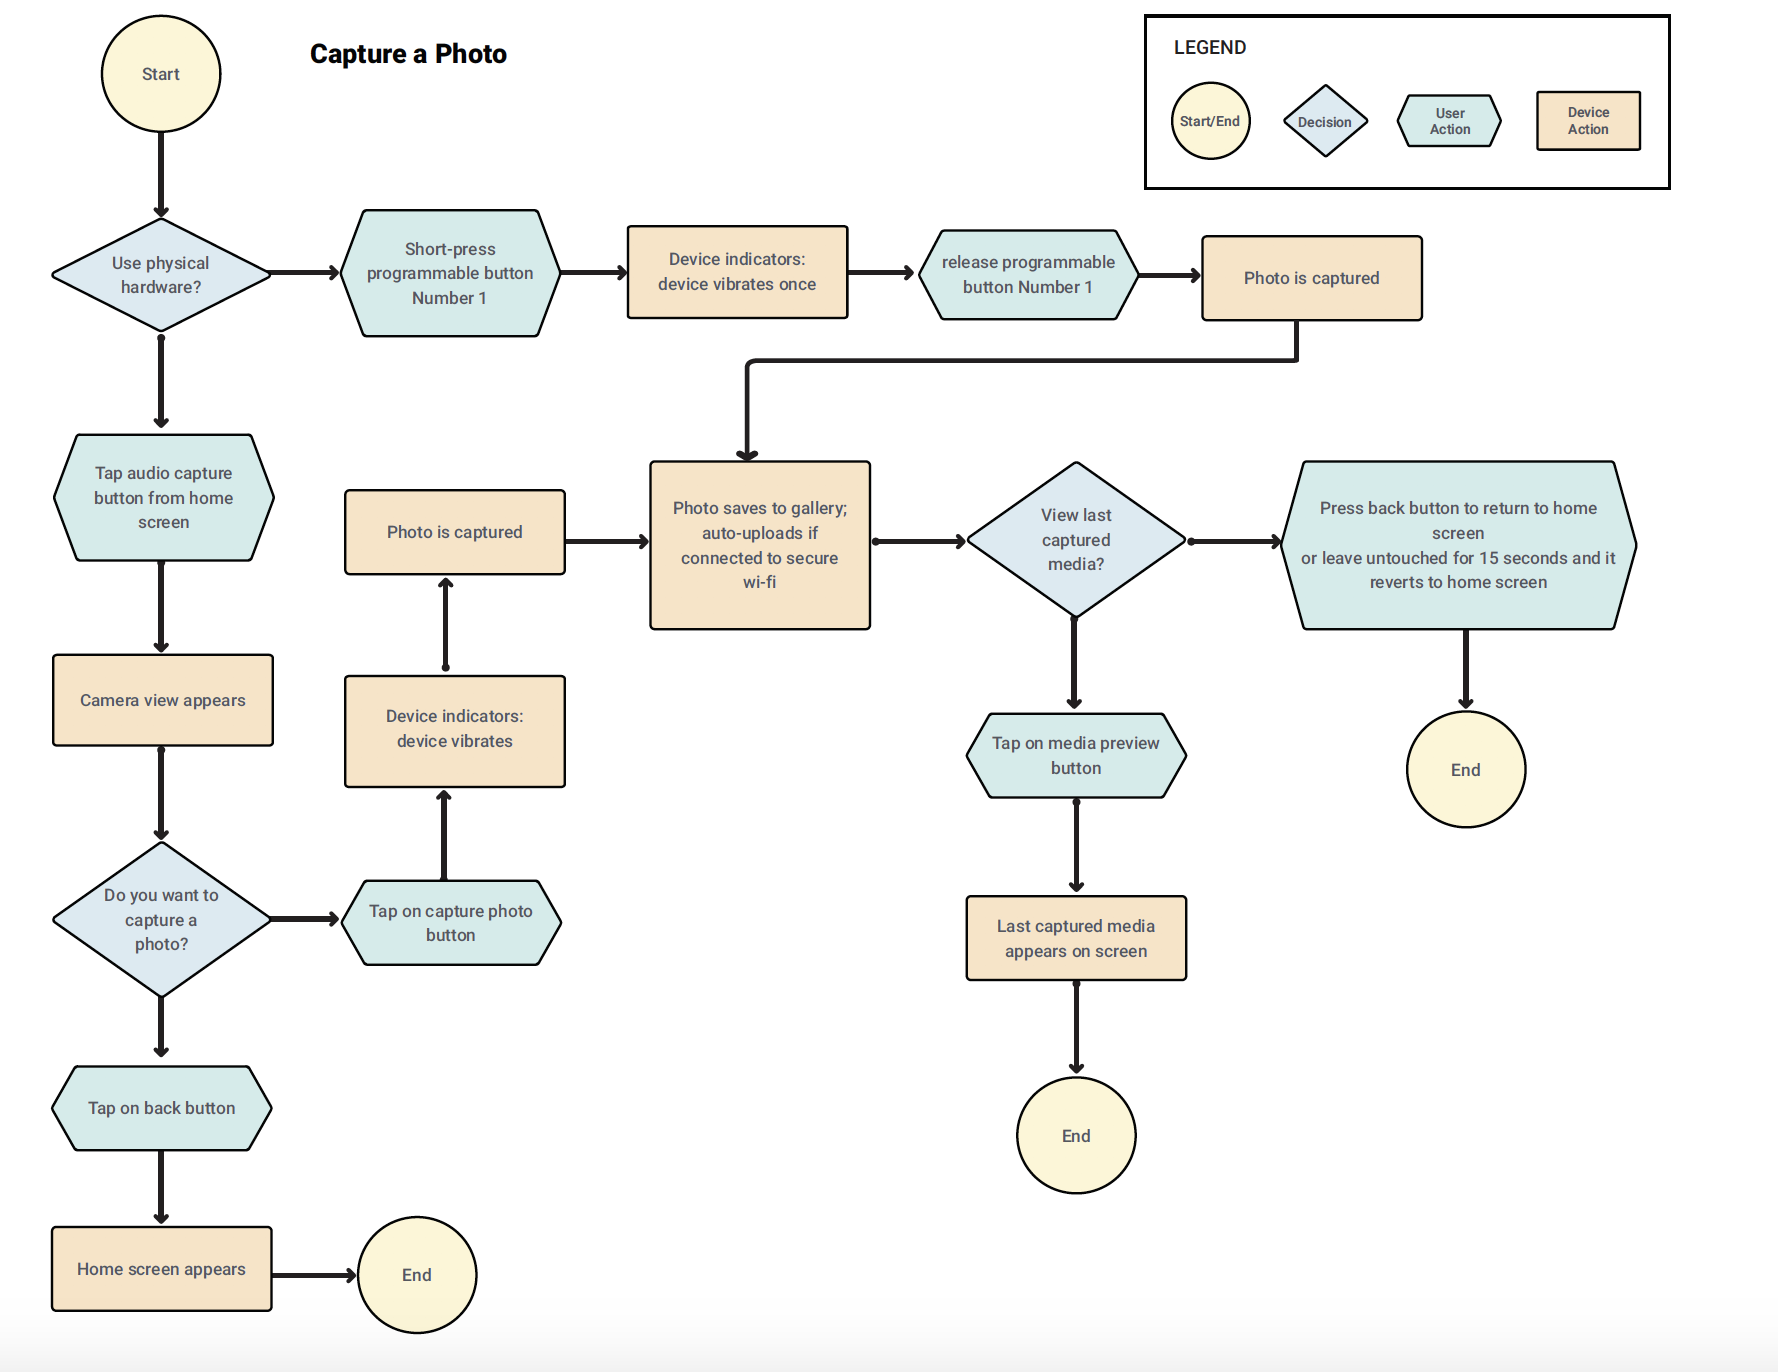 Start
Capture a Photo
LEGEND
Start/End
Decision
User
Action
Device
Action
Use physical
hardware?
Short-press
programmable button
Number 1
Device indicators:
device vibrates once
release programmable
button Number 1
Photo is captured
Tap audio capture
button from home
screen
Photo is captured
Photo saves to gallery;
auto-uploads if
connected to secure
wi-fi
View last
captured
media?
Press back button to return to home
screen
or leave untouched for 15 seconds and it
reverts to home screen
Camera view appears
Device indicators:
device vibrates
Tap on media preview
button
End
Do you want to
capture a
photo?
Tap on capture photo
button
Last captured media
appears on screen
Tap on back button
End
Home screen appears
End